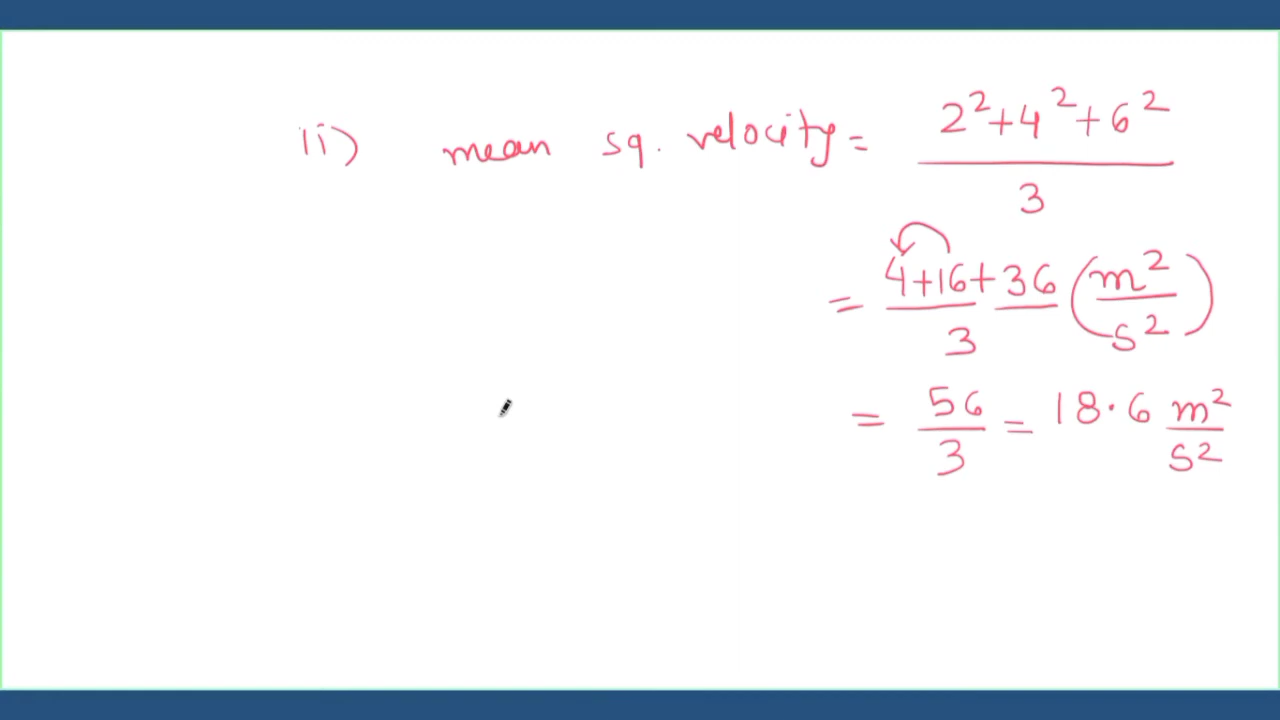 ii) mean sq. velocity = (2² + 4² + 6²)/3
= (4+16+36)/3 (m²/s²)
= 56/3 = 18.6 m²/s²